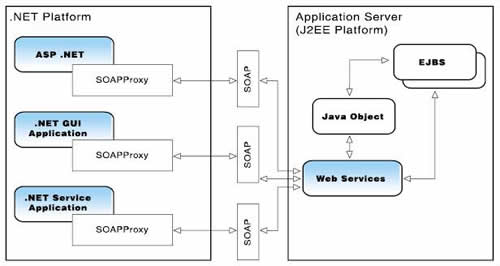 .NET Platform
Application Server
(J2EE Platform)
ASP .NET
SOAPProxy
SOAP
EJBS
Java Object
.NET GUI
Application
SOAPProxy
SOAP
Web Services
.NET Service
Application
SOAPProxy
SOAP